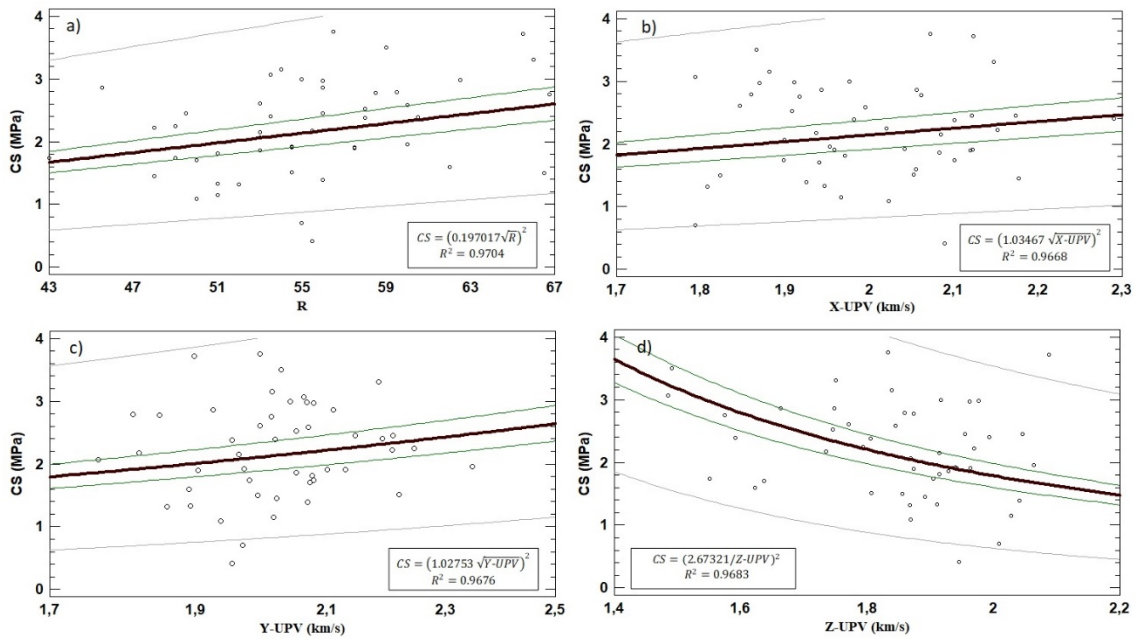 a)
CS (MPa)
4
3
2
1
0
CS = (0.197017√R)²
R² = 0.9704
43 47 51 55 59 63 67
R
b)
CS (MPa)
4
3
2
1
0
CS = (1.03467 √X-UPV)²
R² = 0.9668
1,7 1,8 1,9 2 2,1 2,2 2,3
X-UPV (km/s)
c)
CS (MPa)
4
3
2
1
0
CS = (1.02753 √Y-UPV)²
R² = 0.9676
1,7 1,9 2,1 2,3 2,5
Y-UPV (km/s)
d)
CS (MPa)
4
3
2
1
0
CS = (2.67321/Z-UPV)²
R² = 0.9683
1,4 1,6 1,8 2 2,2
Z-UPV (km/s)